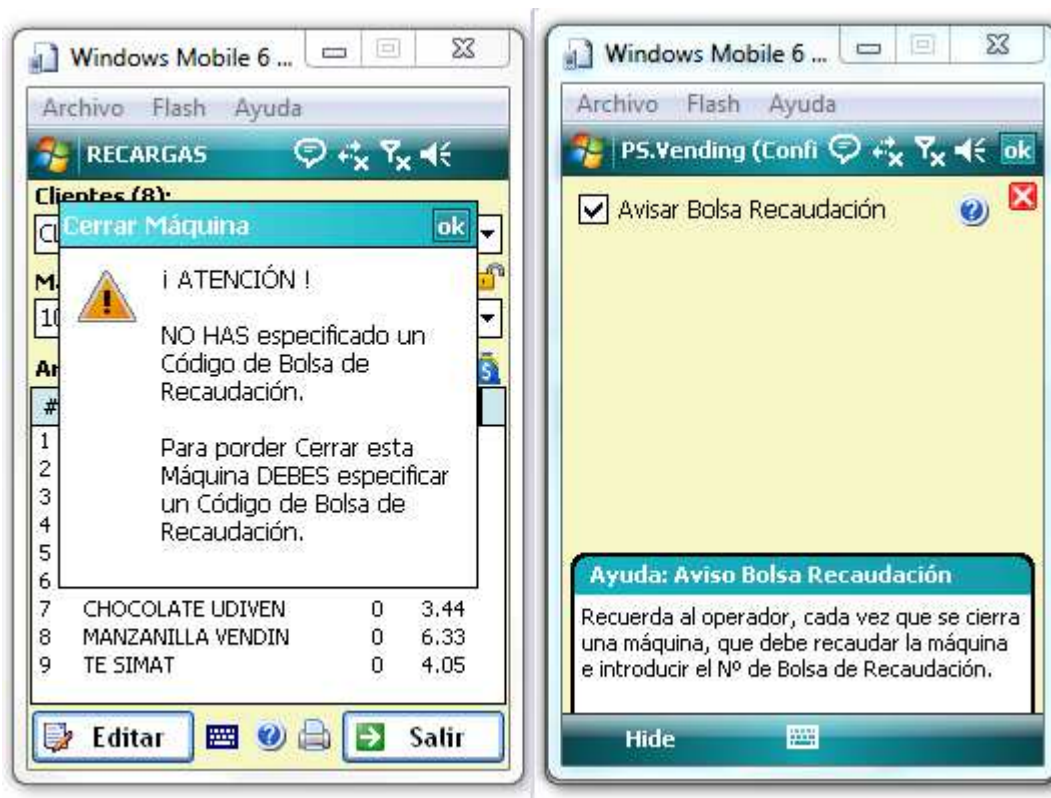 Windows Mobile 6 ...
Archivo Flash Ayuda
RECARGAS
Clientes (8):
Cerrar Máquina ok
¡ ATENCIÓN !
NO HAS especificado un
Código de Bolsa de
Recaudación.
Para porder Cerrar esta
Máquina DEBES especificar
un Código de Bolsa de
Recaudación.
#
1
2
3
4
5
6
7 CHOCOLATE UDIVEN 0 3.44
8 MANZANILLA VENDIN 0 6.33
9 TE SIMAT 0 4.05
Editar Salir
Windows Mobile 6 ...
Archivo Flash Ayuda
PS.Vending (Confi ok
Avisar Bolsa Recaudación
Ayuda: Aviso Bolsa Recaudación
Recuerda al operador, cada vez que se cierra
una máquina, que debe recaudar la máquina
e introducir el Nº de Bolsa de Recaudación.
Hide